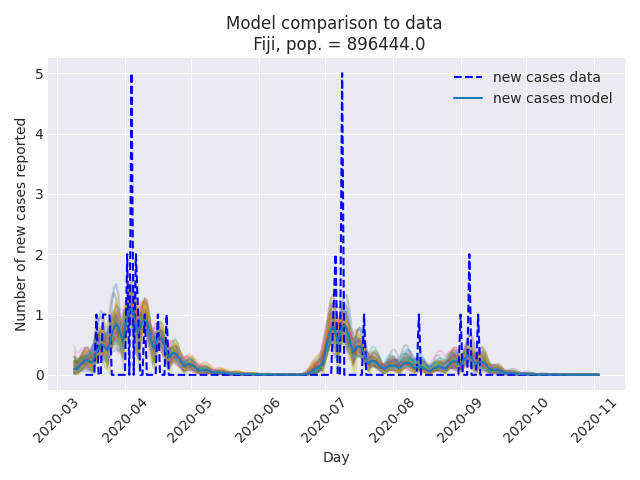 Model comparison to data
Fiji, pop. = 896444.0
new cases data
new cases model
Number of new cases reported
5
4
3
2
1
0
2020-03
2020-04
2020-05
2020-06
2020-07
2020-08
2020-09
2020-10
2020-11
Day